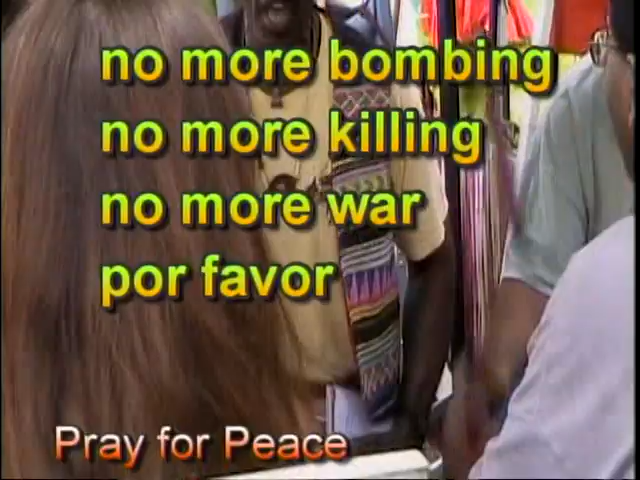 no more bombing
no more killing
no more war
por favor
Pray for Peace